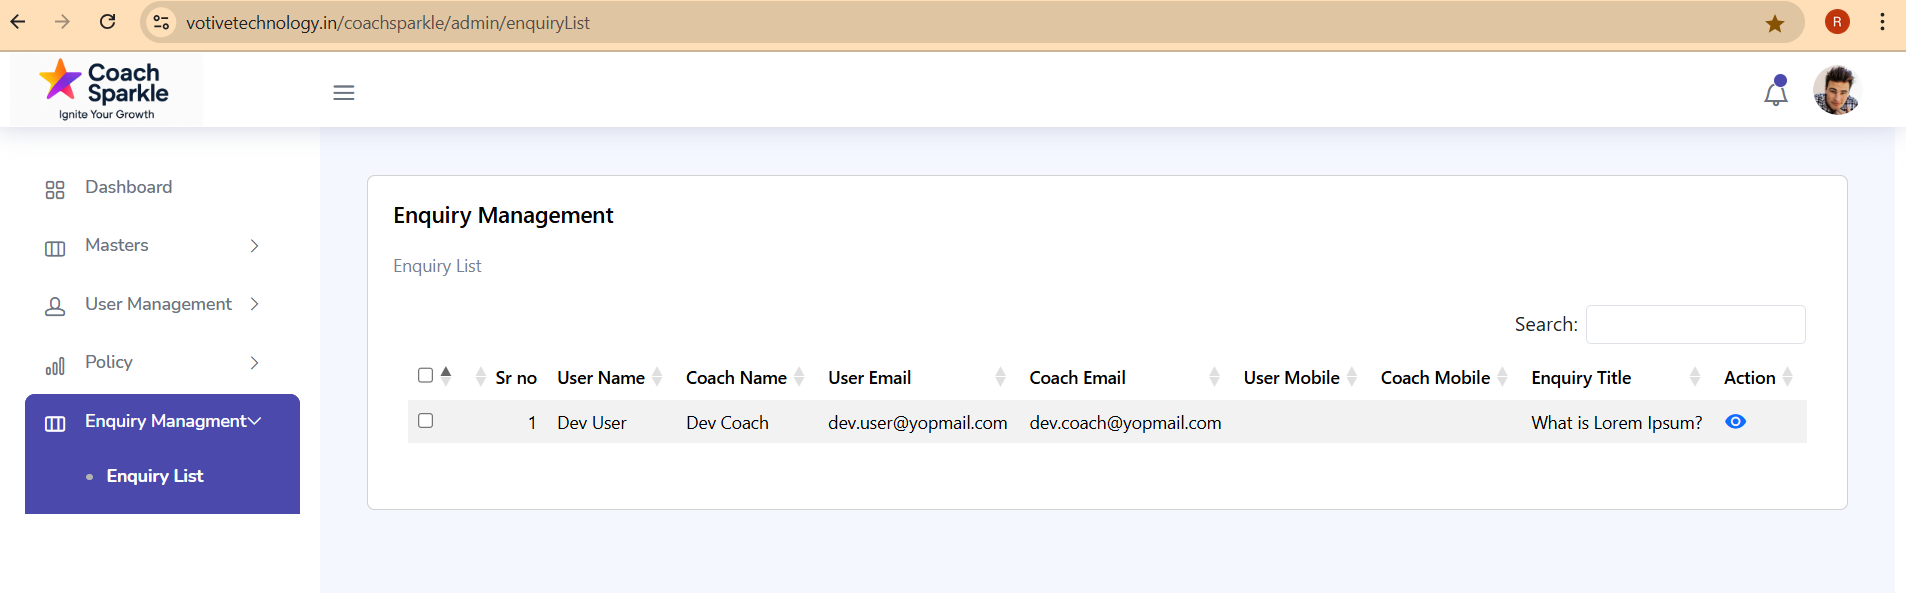 votivetechnology.in/coachsparkle/admin/enquiryList
R
Coach
Sparkle
Ignite Your Growth
Dashboard
Masters
User Management
Policy
Enquiry Managment
Enquiry List
Enquiry Management
Enquiry List
Search:
Sr no User Name Coach Name User Email Coach Email User Mobile Coach Mobile Enquiry Title Action
1 Dev User Dev Coach dev.user@yopmail.com dev.coach@yopmail.com What is Lorem Ipsum?